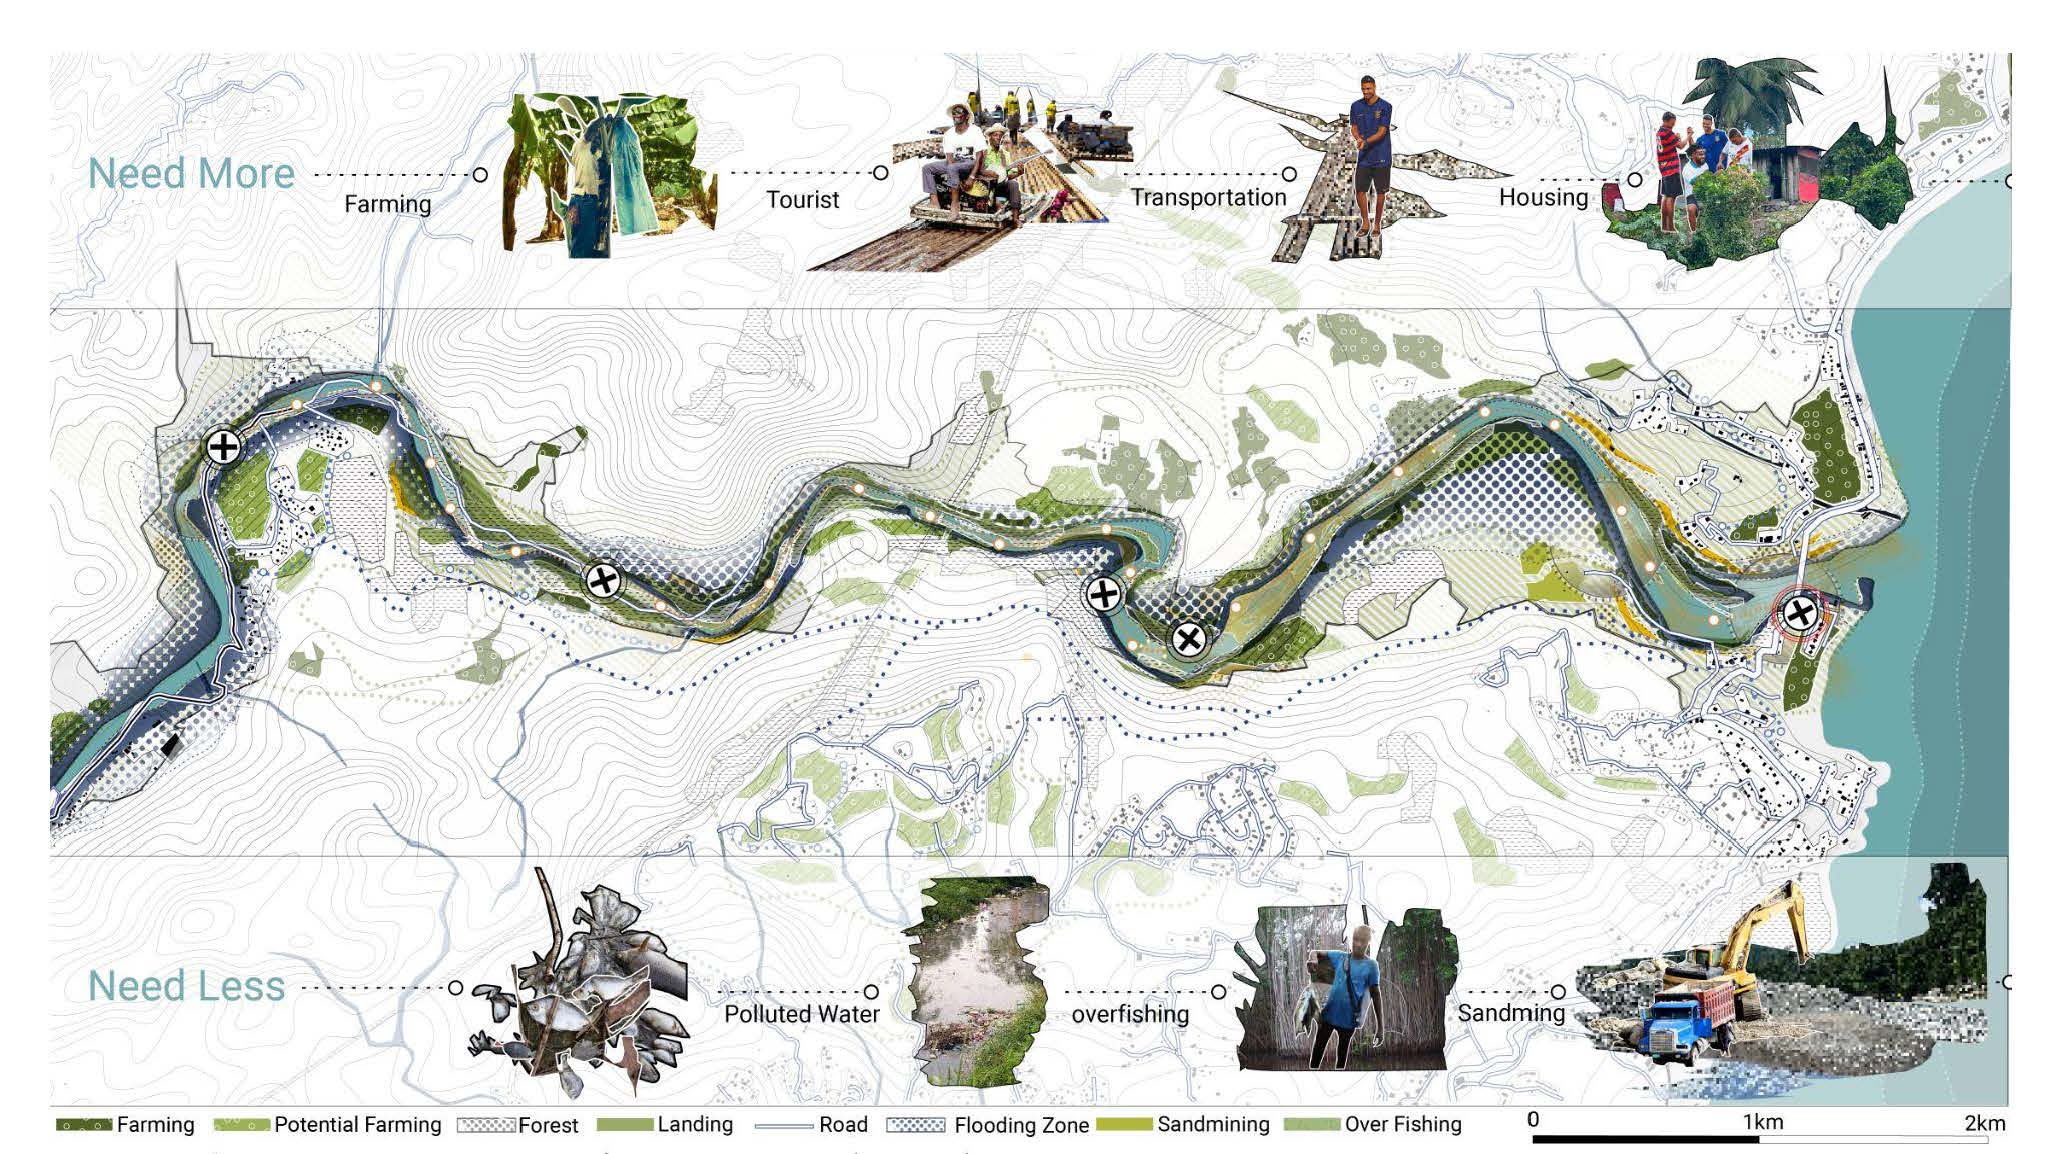 Need More
Farming
Tourist
Transportation
Housing
Need Less
Polluted Water
overfishing
Sandming
Farming
Potential Farming
Forest
Landing
Road
Flooding Zone
Sandmining
Over Fishing
0
1km
2km